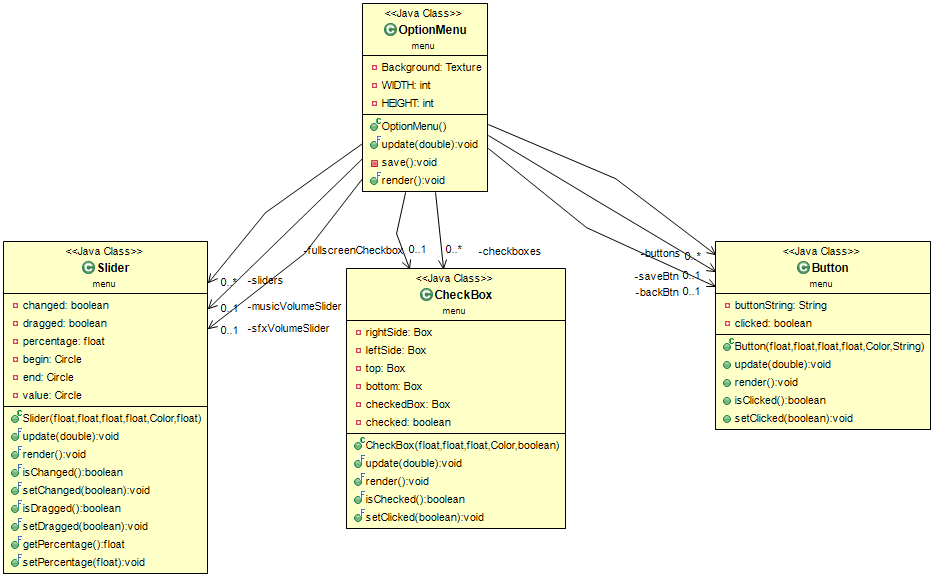 <<Java Class>>
OptionMenu
menu
Background: Texture
WIDTH: int
HEIGHT: int
OptionMenu()
update(double):void
save():void
render():void
-sliders
0..*
-musicVolumeSlider
0..1
-sfxVolumeSlider
0..1
-fullscreenCheckbox
0..1
0..*
-checkboxes
-buttons
0..*
-saveBtn
0..1
-backBtn
0..1
<<Java Class>>
Slider
menu
changed: boolean
dragged: boolean
percentage: float
begin: Circle
end: Circle
value: Circle
Slider(float,float,float,float,Color,float)
update(double):void
render():void
isChanged():boolean
setChanged(boolean):void
isDragged():boolean
setDragged(boolean):void
getPercentage():float
setPercentage(float):void
<<Java Class>>
CheckBox
menu
rightSide: Box
leftSide: Box
top: Box
bottom: Box
checkedBox: Box
checked: boolean
CheckBox(float,float,float,Color,boolean)
update(double):void
render():void
isChecked():boolean
setClicked(boolean):void
<<Java Class>>
Button
menu
buttonString: String
clicked: boolean
Button(float,float,float,float,Color,String)
update(double):void
render():void
isClicked():boolean
setClicked(boolean):void